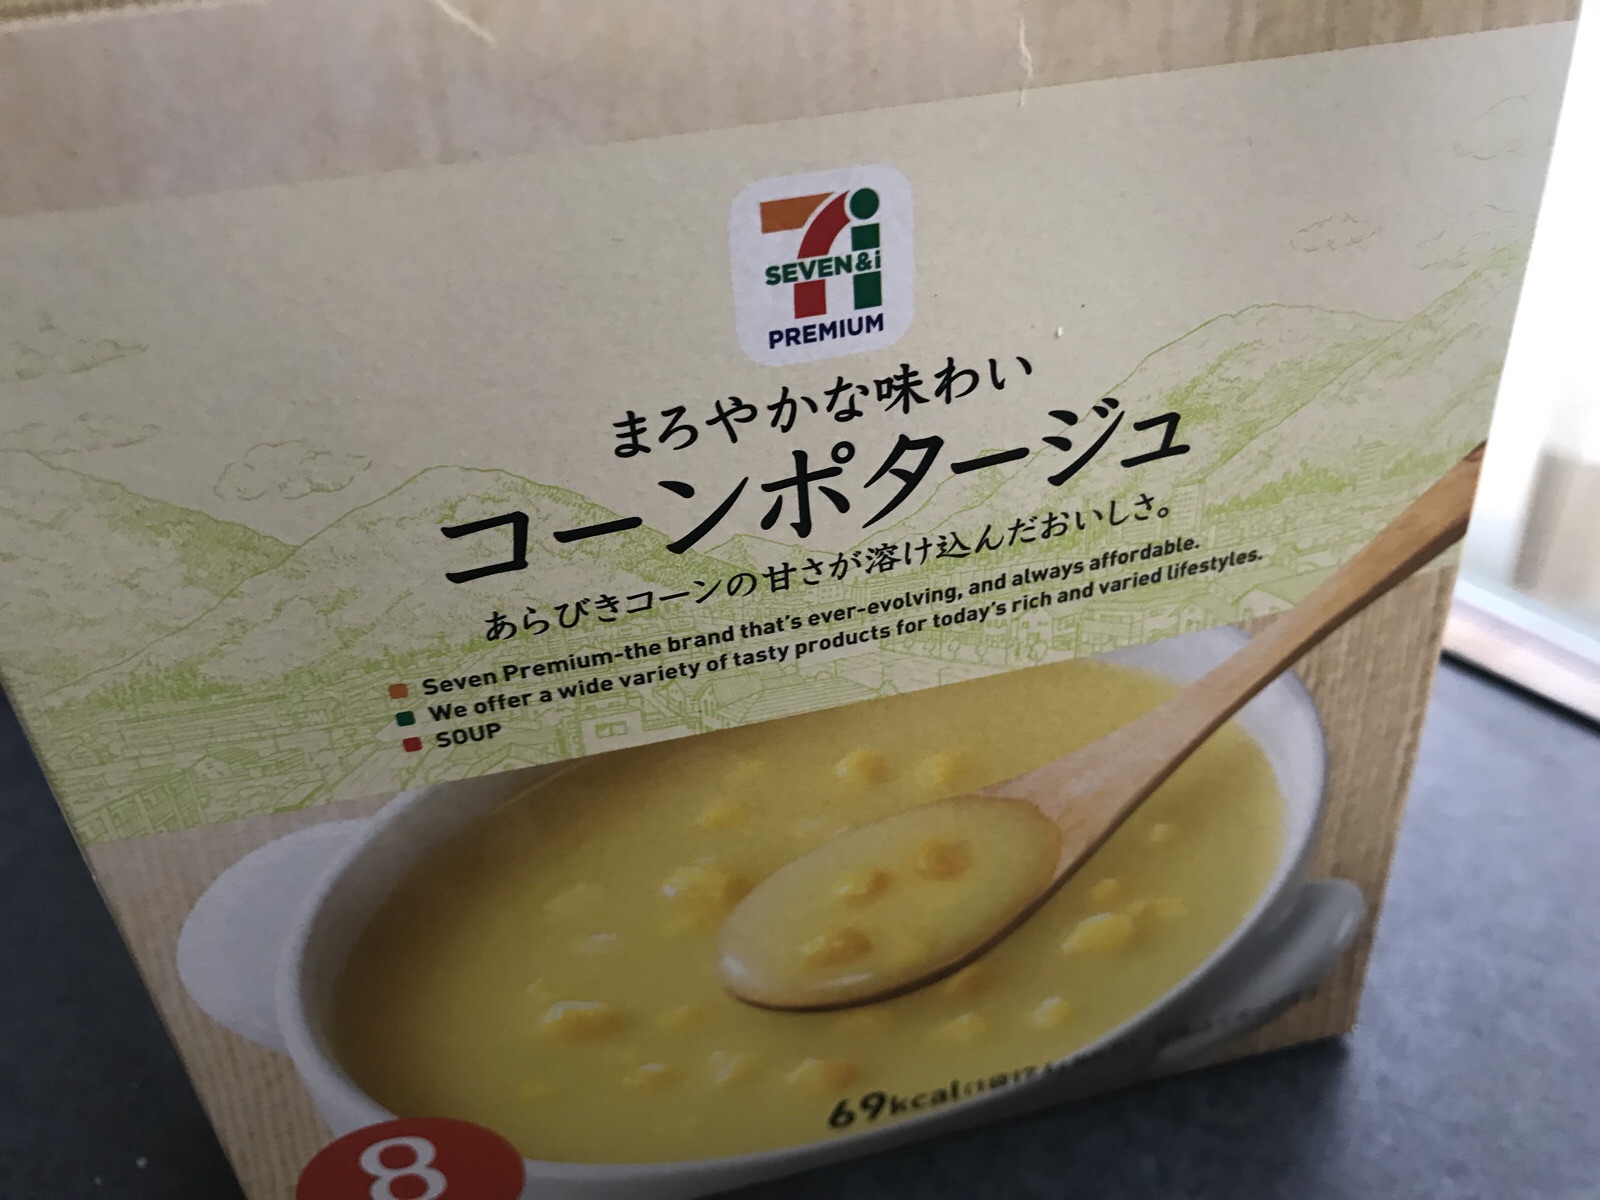 SEVEN&i
PREMIUM
まろやかな味わい
コーンポタージュ
あらびきコーンの甘さが溶け込んだおいしさ。
Seven Premium-the brand that's ever-evolving, and always affordable.
We offer a wide variety of tasty products for today's rich and varied lifestyles.
SOUP
69kcal
8